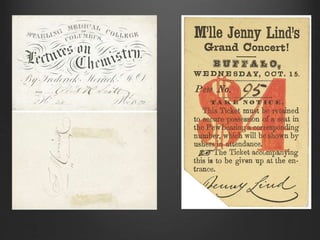 STARLING MEDICAL COLLEGE
COLUMBUS.
Lectures on Chemistry,
By Frederick Merrick, M.D.
M'lle Jenny Lind's
Grand Concert!
BUFFALO,
WEDNESDAY, OCT. 15.
Pew No. 95
TAKE NOTICE.
This Ticket must be retained
to secure possession of a seat in
the Pew bearing a corresponding
number, which will be shown by
ushers in attendance.
The Ticket accompanying
this is to be given up at the en-
trance.
Jenny Lind
$4